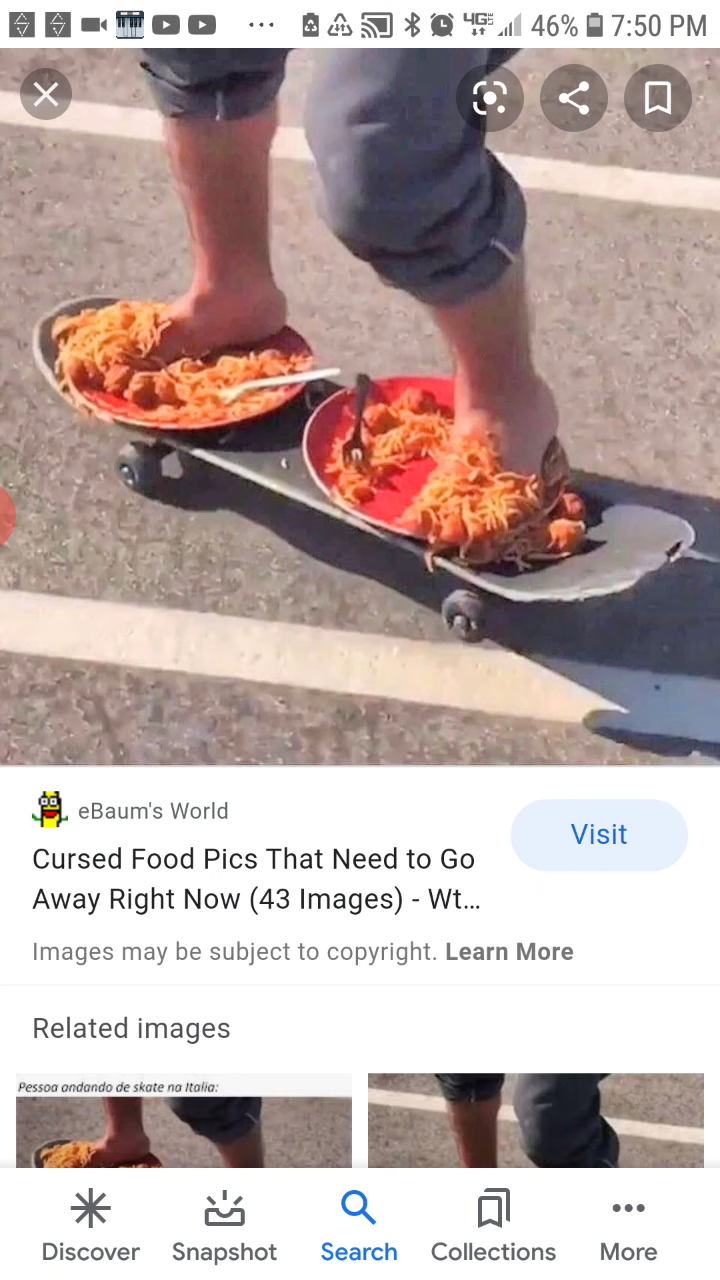 4GE 46% 7:50 PM
eBaum's World
Visit
Cursed Food Pics That Need to Go
Away Right Now (43 Images) - Wt...
Images may be subject to copyright. Learn More
Related images
Pessoa andando de skate na Italia:
Discover Snapshot Search Collections More